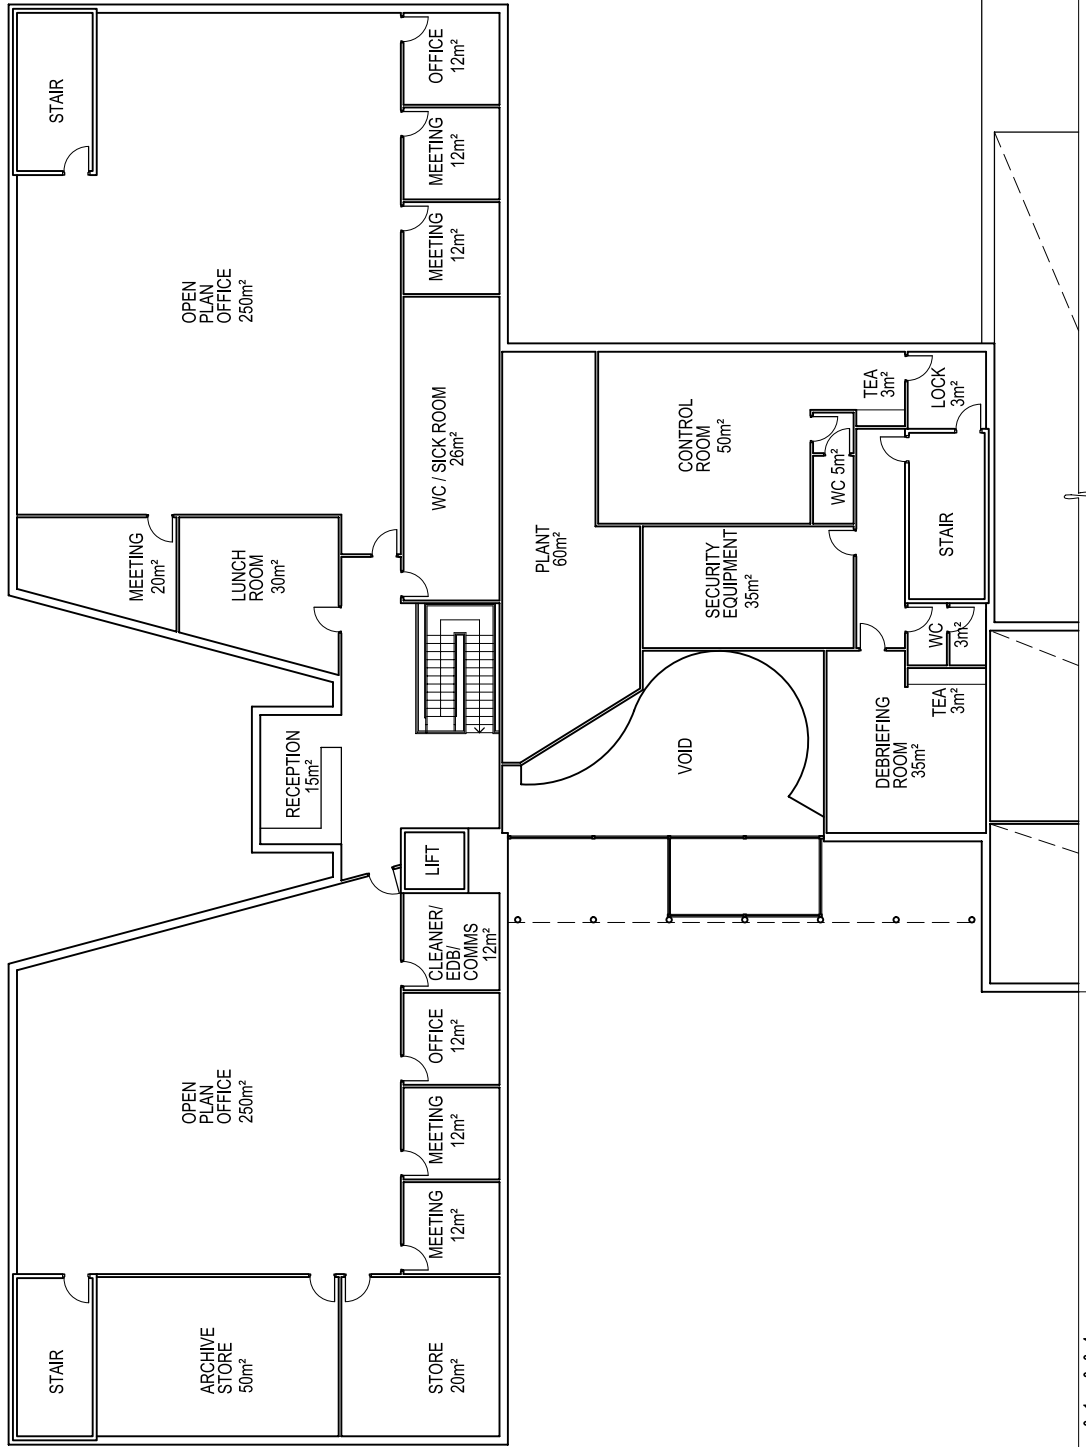 STAIR
OFFICE
12m²
MEETING
12m²
MEETING
12m²
OPEN
PLAN
OFFICE
250m²
WC / SICK ROOM
26m²
MEETING
20m²
LUNCH
ROOM
30m²
PLANT
60m²
CONTROL
ROOM
50m²
TEA
3m²
LOCK
3m²
WC 5m²
STAIR
SECURITY
EQUIPMENT
35m²
WC
3m²
TEA
3m²
DEBRIEFING
ROOM
35m²
VOID
RECEPTION
15m²
LIFT
CLEANER/
EDB/
COMMS
12m²
OFFICE
12m²
MEETING
12m²
MEETING
12m²
OPEN
PLAN
OFFICE
250m²
STAIR
ARCHIVE
STORE
50m²
STORE
20m²